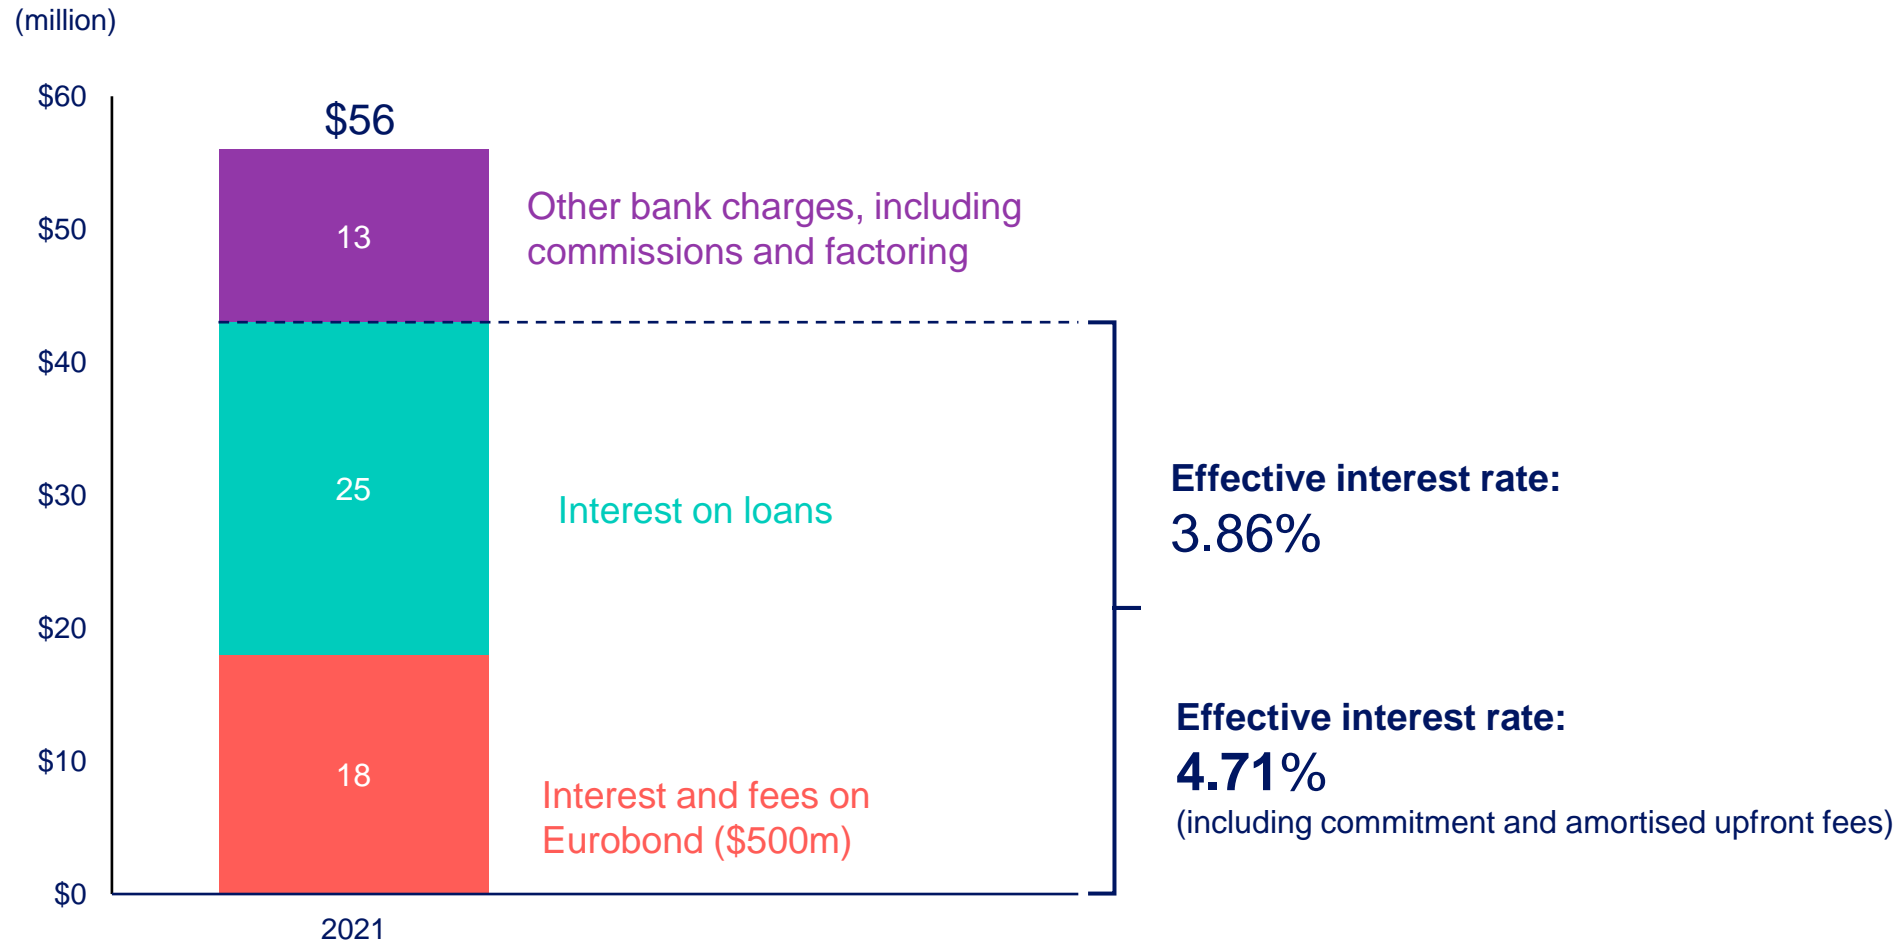 (million)
$60
$56
$50
13
Other bank charges, including
commissions and factoring
$40
$30
25
Interest on loans
Effective interest rate:
3.86%
$20
Effective interest rate:
4.71%
(including commitment and amortised upfront fees)
$10
18
Interest and fees on
Eurobond ($500m)
$0
2021